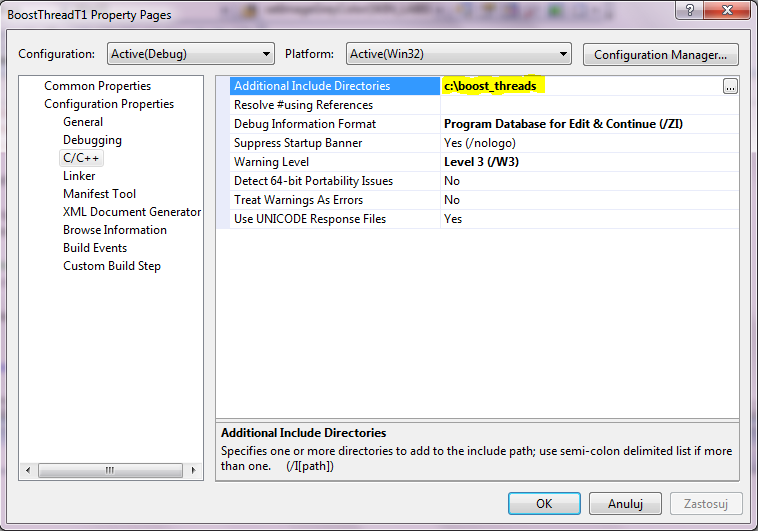 BoostThreadT1 Property Pages
Configuration: Active(Debug) Platform: Active(Win32) Configuration Manager...
Common Properties
Configuration Properties
General
Debugging
C/C++
Linker
Manifest Tool
XML Document Generator
Browse Information
Build Events
Custom Build Step
Additional Include Directories c:\boost_threads ...
Resolve #using References
Debug Information Format Program Database for Edit & Continue (/ZI)
Suppress Startup Banner Yes (/nologo)
Warning Level Level 3 (/W3)
Detect 64-bit Portability Issues No
Treat Warnings As Errors No
Use UNICODE Response Files Yes
Additional Include Directories
Specifies one or more directories to add to the include path; use semi-colon delimited list if more
than one. (/I[path])
OK Anuluj Zastosuj